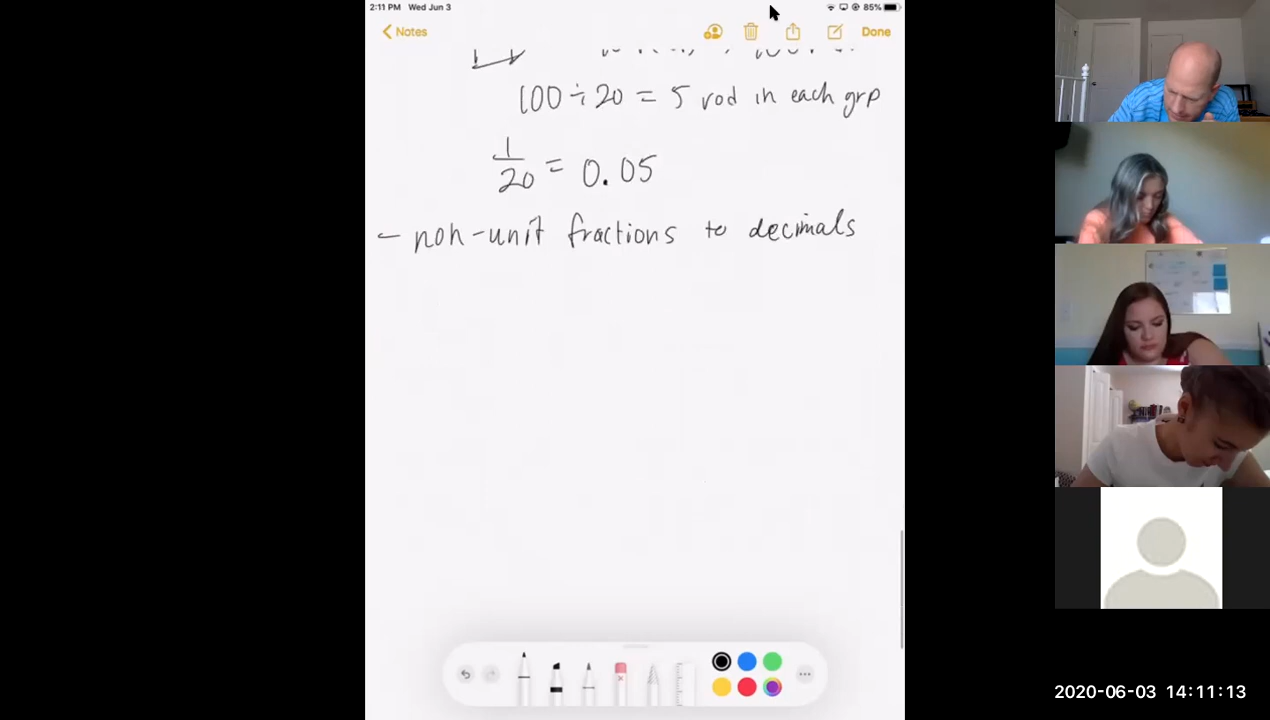 2:11 PM Wed Jun 3 85%
Notes Done
100 ÷ 20 = 5 rod in each grp
1/20 = 0.05
- non-unit fractions to decimals
2020-06-03 14:11:13